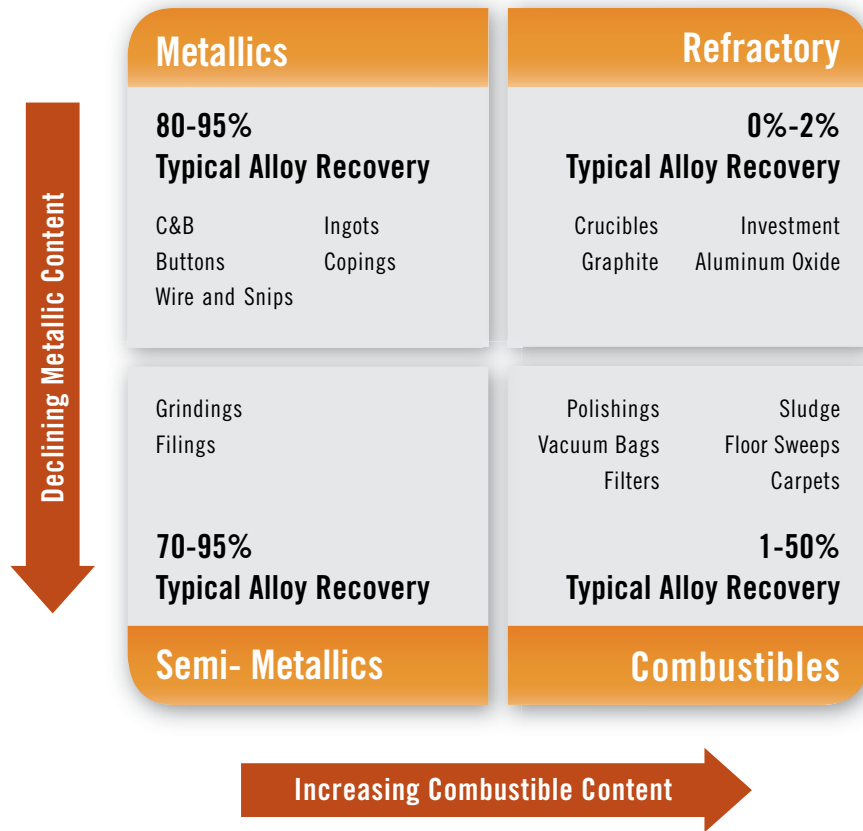 Metallics
80-95%
Typical Alloy Recovery
C&B
Buttons
Wire and Snips
Ingots
Copings
Refractory
0%-2%
Typical Alloy Recovery
Crucibles
Graphite
Investment
Aluminum Oxide
Declining Metallic Content
Grindings
Filings
70-95%
Typical Alloy Recovery
Semi- Metallics
Polishings
Vacuum Bags
Filters
Sludge
Floor Sweeps
Carpets
1-50%
Typical Alloy Recovery
Combustibles
Increasing Combustible Content